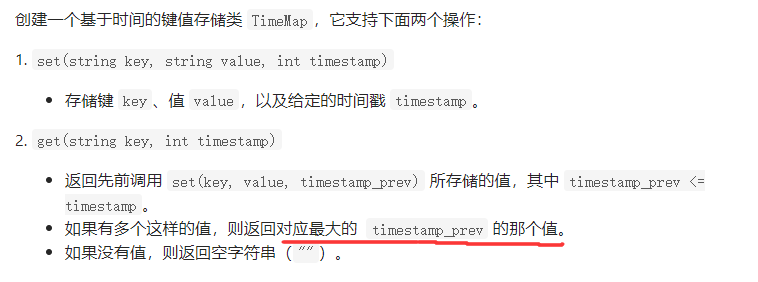 创建一个基于时间的键值存储类 TimeMap，它支持下面两个操作：
1. set(string key, string value, int timestamp)
• 存储键 key、值 value，以及给定的时间戳 timestamp。
2. get(string key, int timestamp)
• 返回先前调用 set(key, value, timestamp_prev) 所存储的值，其中 timestamp_prev <=
timestamp。
• 如果有多个这样的值，则返回对应最大的 timestamp_prev 的那个值。
• 如果没有值，则返回空字符串（""）。